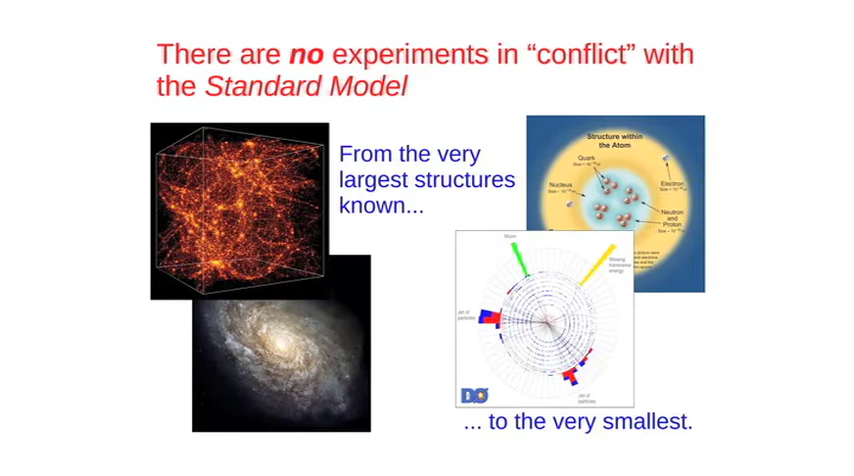 There are no experiments in “conflict” with
the Standard Model
From the very
largest structures
known...
Structure within
the Atom
Quark
Nucleus
Electron
Neutron
and
Proton
Muon
Missing
transverse
energy
Jet of
particles
Jet of
particles
DØ
... to the very smallest.